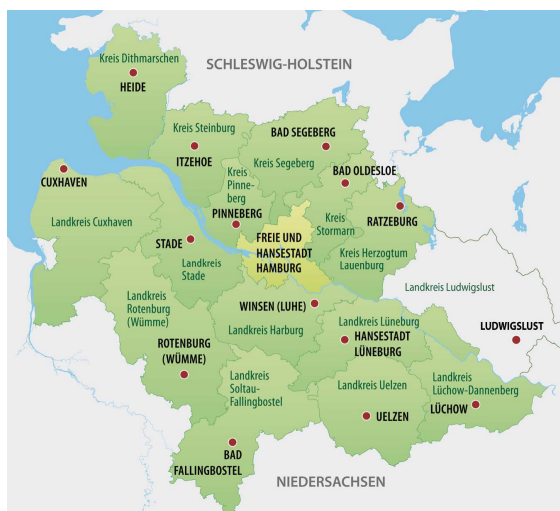 Kreis Dithmarschen
HEIDE
SCHLESWIG-HOLSTEIN
Kreis Steinburg
ITZEHOE
BAD SEGEBERG
Kreis Segeberg
BAD OLDESLOE
CUXHAVEN
Landkreis Cuxhaven
Kreis
Pinne-
berg
PINNEBERG
RATZEBURG
Kreis
Stormarn
STADE
Landkreis
Stade
FREIE UND
HANSESTADT
HAMBURG
Kreis Herzogtum
Lauenburg
Landkreis
Rotenburg
(Wümme)
WINSEN (LUHE)
Landkreis Harburg
Landkreis Ludwigslust
LUDWIGSLUST
Landkreis Lüneburg
HANSESTADT
LÜNEBURG
ROTENBURG
(WÜMME)
Landkreis
Soltau-
Fallingbostel
Landkreis Uelzen
UELZEN
Landkreis
Lüchow-Dannenberg
LÜCHOW
BAD
FALLINGBOSTEL
NIEDERSACHSEN